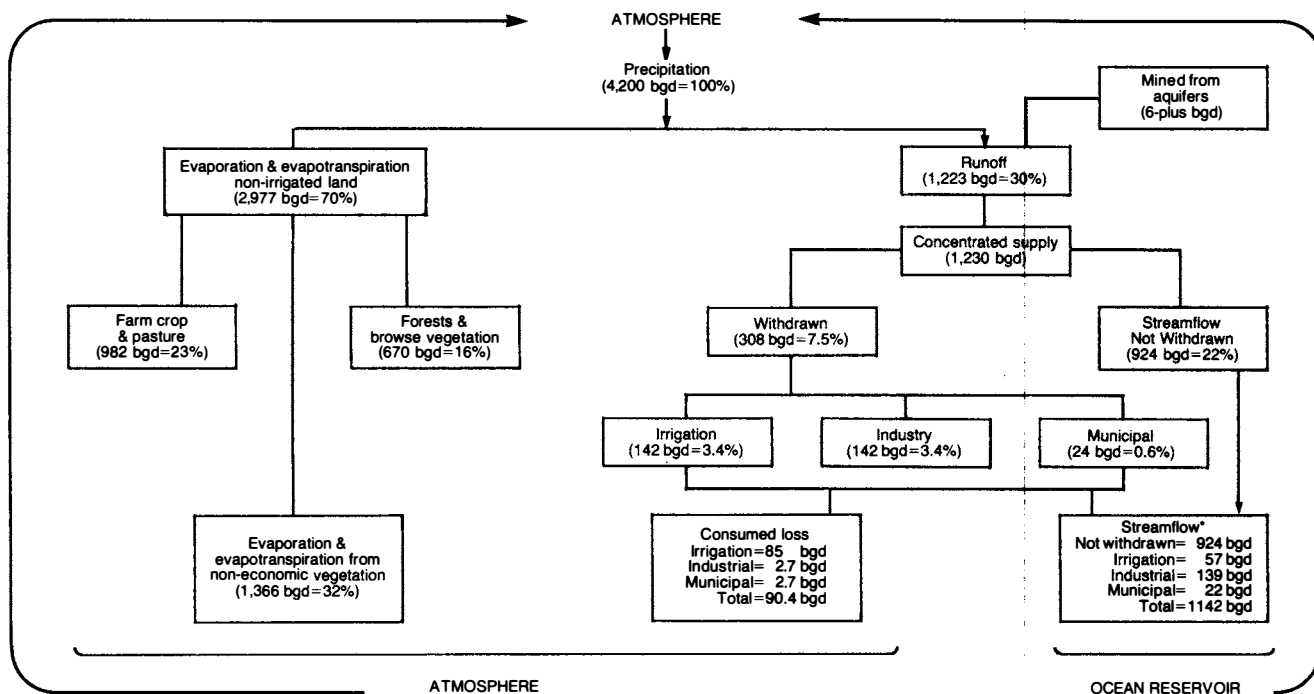 ATMOSPHERE
Precipitation
(4,200 bgd=100%)
Mined from
aquifers
(6-plus bgd)
Evaporation & evapotranspiration
non-irrigated land
(2,977 bgd=70%)
Runoff
(1,223 bgd=30%)
Concentrated supply
(1,230 bgd)
Farm crop
& pasture
(982 bgd=23%)
Forests &
browse vegetation
(670 bgd=16%)
Withdrawn
(308 bgd=7.5%)
Streamflow
Not Withdrawn
(924 bgd=22%)
Irrigation
(142 bgd=3.4%)
Industry
(142 bgd=3.4%)
Municipal
(24 bgd=0.6%)
Evaporation &
evapotranspiration from
non-economic vegetation
(1,366 bgd=32%)
Consumed loss
Irrigation=85 bgd
Industrial= 2.7 bgd
Municipal= 2.7 bgd
Total=90.4 bgd
Streamflow*
Not withdrawn= 924 bgd
Irrigation= 57 bgd
Industrial= 139 bgd
Municipal= 22 bgd
Total=1142 bgd
ATMOSPHERE
OCEAN RESERVOIR